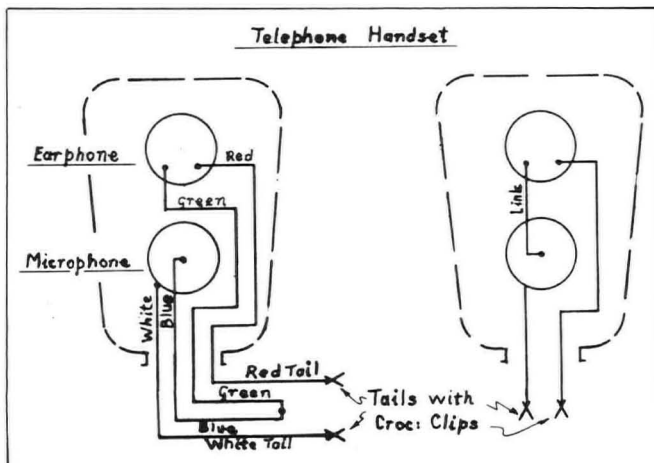 Telephone Handset
Earphone
Red
Green
Link
Microphone
White
Blue
Red Tail
Green
Blue
White Tail
Tails with
Croc: Clips